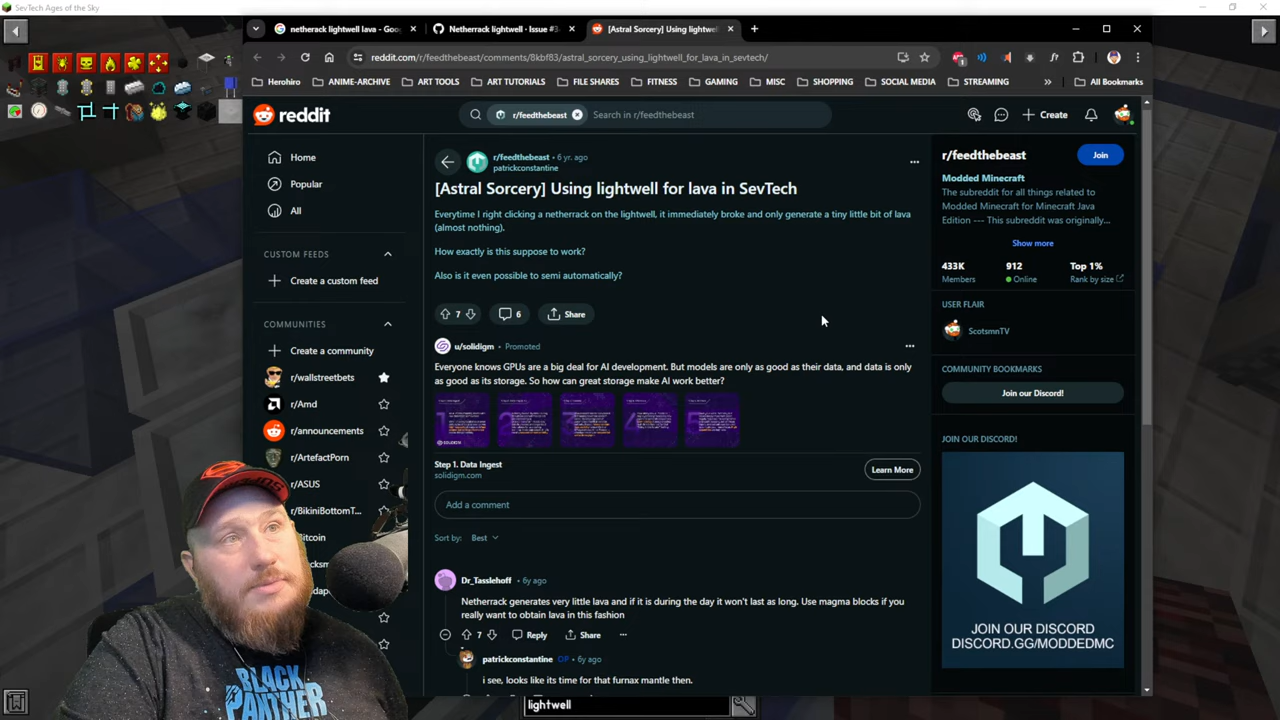 SevTech Ages of the Sky
netherack lightwell lava - Goo
Netherrack lightwell · Issue #3
[Astral Sorcery] Using lightwell
reddit.com/r/feedthebeast/comments/8kbf83/astral_sorcery_using_lightwell_for_lava_in_sevtech/
Herohiro
ANIME-ARCHIVE
ART TOOLS
ART TUTORIALS
FILE SHARES
FITNESS
GAMING
MISC
SHOPPING
SOCIAL MEDIA
STREAMING
All Bookmarks
reddit
r/feedthebeast
Search in r/feedthebeast
Create
Home
Popular
All
CUSTOM FEEDS
Create a custom feed
COMMUNITIES
Create a community
r/wallstreetbets
r/Amd
r/announcements
r/ArtefactPorn
r/ASUS
r/BikiniBottomT...
r/feedthebeast • 6 yr. ago
patrickconstantine
[Astral Sorcery] Using lightwell for lava in SevTech
Everytime I right clicking a netherrack on the lightwell, it immediately broke and only generate a tiny little bit of lava
(almost nothing).
How exactly is this suppose to work?
Also is it even possible to semi automatically?
7
6
Share
u/solidigm • Promoted
Everyone knows GPUs are a big deal for AI development. But models are only as good as their data, and data is only
as good as its storage. So how can great storage make AI work better?
SOLIDIGM
Step 1. Data Ingest
solidigm.com
Learn More
Add a comment
Sort by: Best
Dr_Tasslehoff • 6y ago
Netherrack generates very little lava and if it is during the day it won't last as long. Use magma blocks if you
really want to obtain lava in this fashion
7
Reply
Share
patrickconstantine OP • 6y ago
i see, looks like its time for that furnax mantle then.
r/feedthebeast
Join
Modded Minecraft
The subreddit for all things related to
Modded Minecraft for Minecraft Java
Edition --- This subreddit was originally...
Show more
433K
Members
912
Online
Top 1%
Rank by size
USER FLAIR
ScotsmnTV
COMMUNITY BOOKMARKS
Join our Discord!
JOIN OUR DISCORD!
JOIN OUR DISCORD
DISCORD.GG/MODDEDMC
BLACK
PANTHER
lightwell